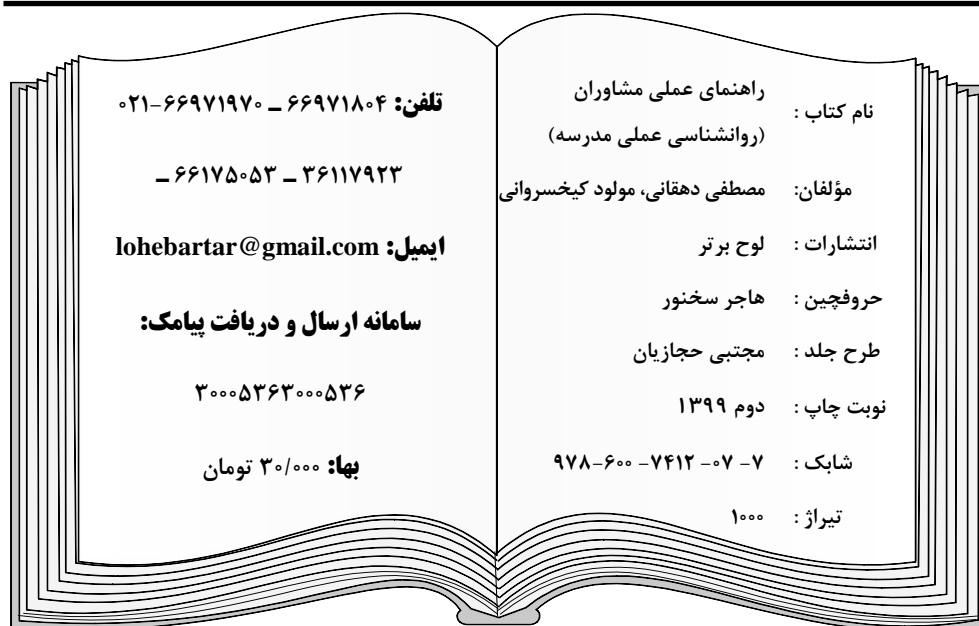 نام کتاب : راهنمای عملی مشاوران
(روانشناسی عملی مدرسه)
مؤلفان: مصطفی دهقانی، مولود کیخسروانی
انتشارات : لوح برتر
حروفچین : هاجر سخنور
طرح جلد : مجتبی حجازیان
نوبت چاپ : دوم ۱۳۹۹
شابک : ۷ -۰۷ -۷۴۱۲ -۶۰۰-۹۷۸
تیراژ : ۱۰۰۰
تلفن: ۶۶۹۷۱۸۰۴ ـ ۶۶۹۷۱۹۷۰-۰۲۱
۳۶۱۱۷۹۲۳ ـ ۶۶۱۷۵۰۵۳ ـ
ایمیل: lohebartar@gmail.com
سامانه ارسال و دریافت پیامک:
۳۰۰۰۵۳۶۳۰۰۰۵۳۶
بها: ۳۰/۰۰۰ تومان